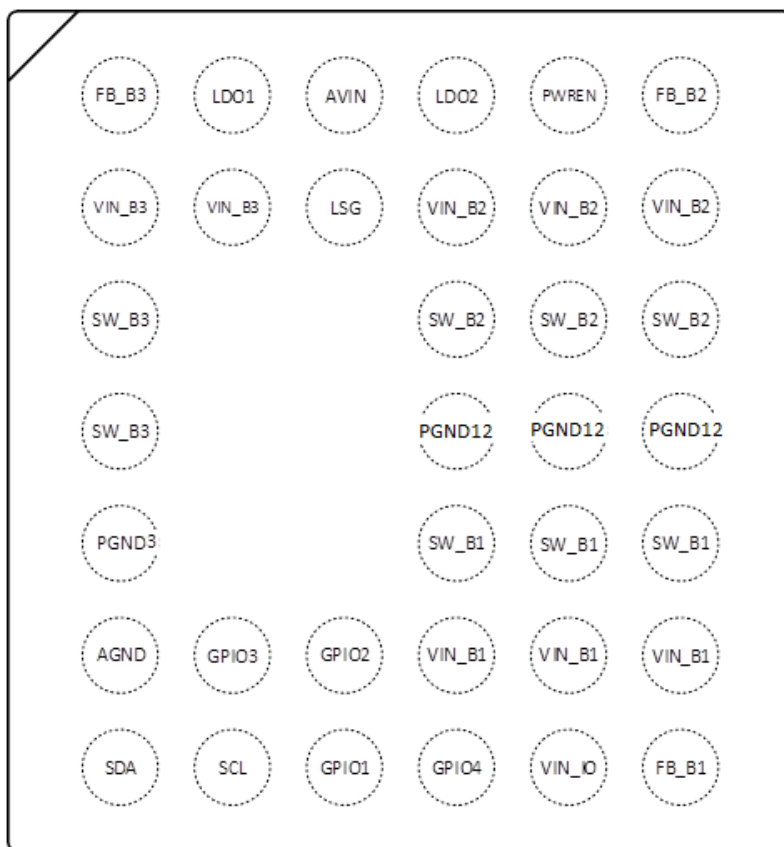 FB_B3 LDO1 AVIN LDO2 PWREN FB_B2
VIN_B3 VIN_B3 LSG VIN_B2 VIN_B2 VIN_B2
SW_B3 SW_B2 SW_B2 SW_B2
SW_B3 PGND12 PGND12 PGND12
PGND3 SW_B1 SW_B1 SW_B1
AGND GPIO3 GPIO2 VIN_B1 VIN_B1 VIN_B1
SDA SCL GPIO1 GPIO4 VIN_IO FB_B1